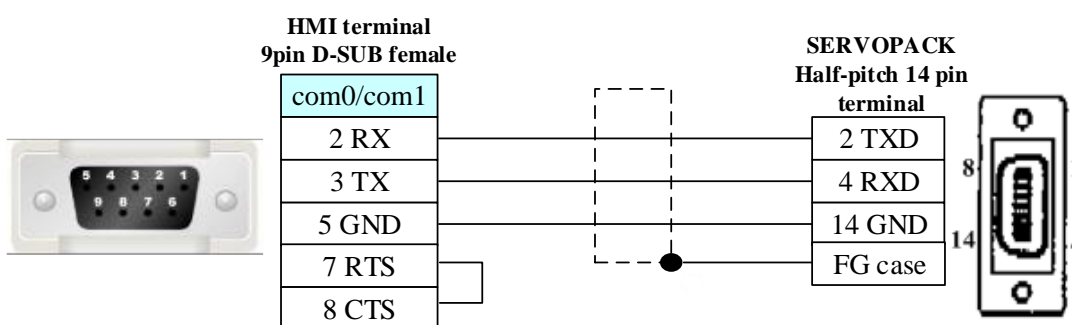 HMI terminal
9pin D-SUB female
com0/com1
2 RX
3 TX
5 GND
7 RTS
8 CTS
SERVOPACK
Half-pitch 14 pin
terminal
2 TXD
4 RXD
14 GND
FG case
5 4 3 2 1
9 8 7 6
8
14